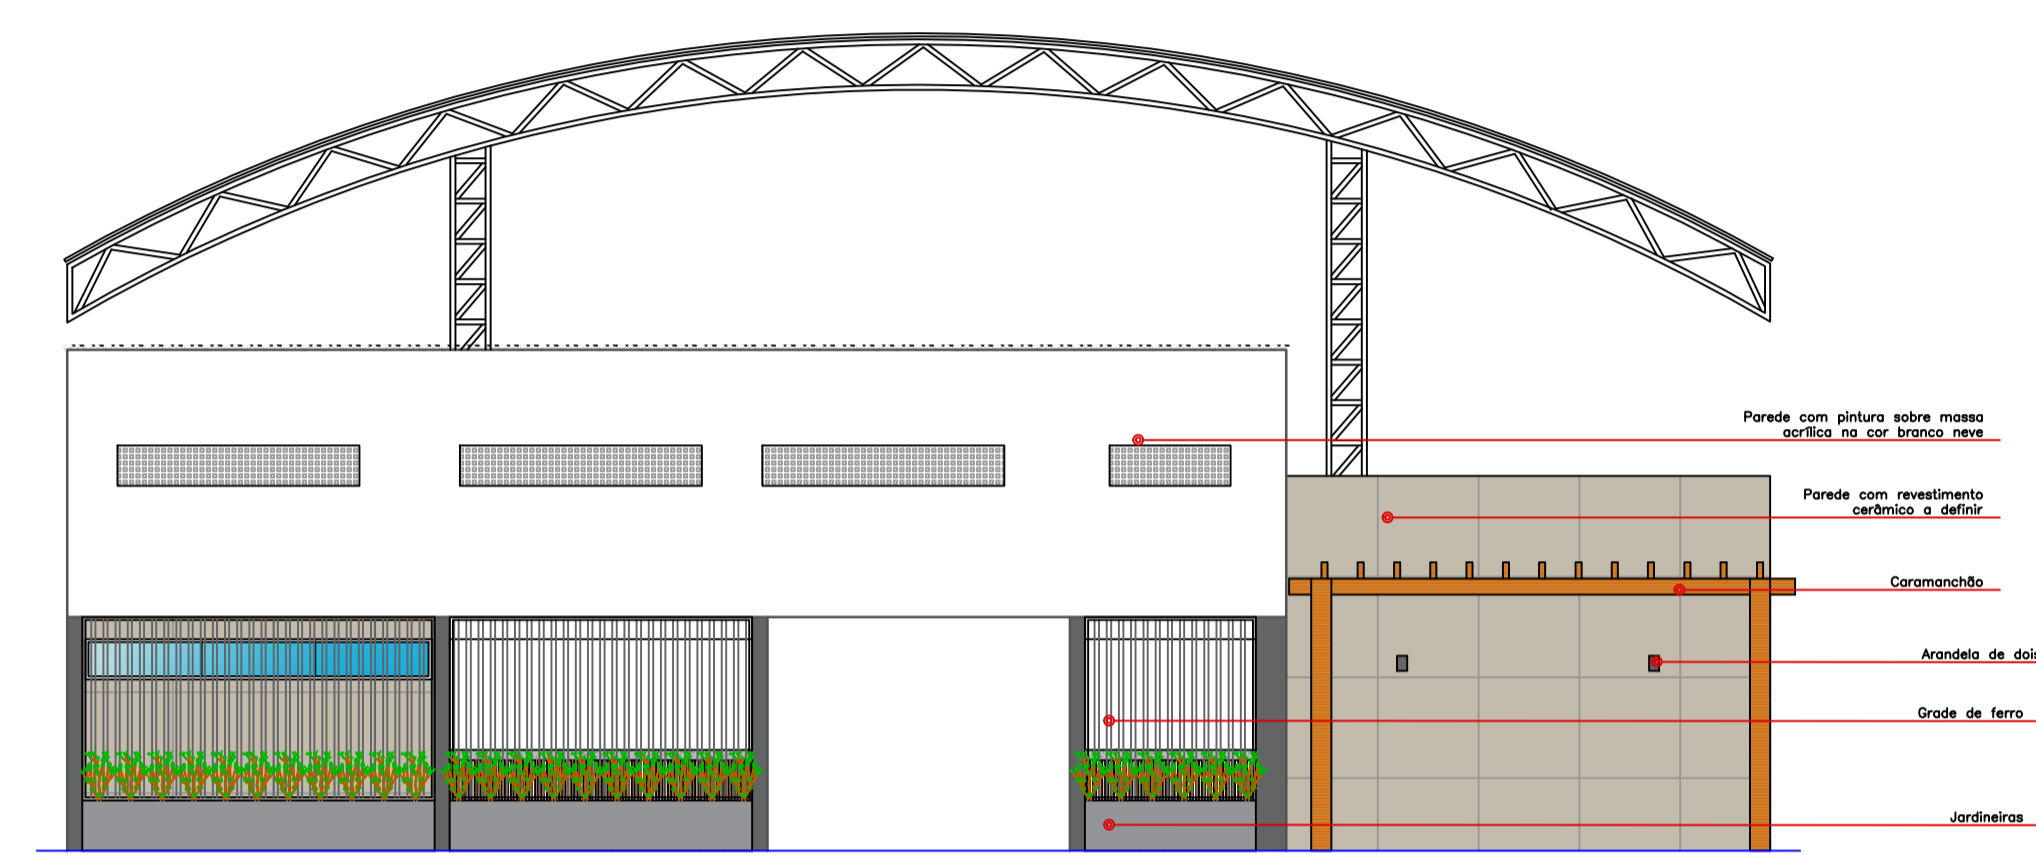 Parede com pintura sobre massa
acrílica na cor branco neve
Parede com revestimento
cerâmico a definir
Caramanchão
Arandela de dois
Grade de ferro
Jardineiras